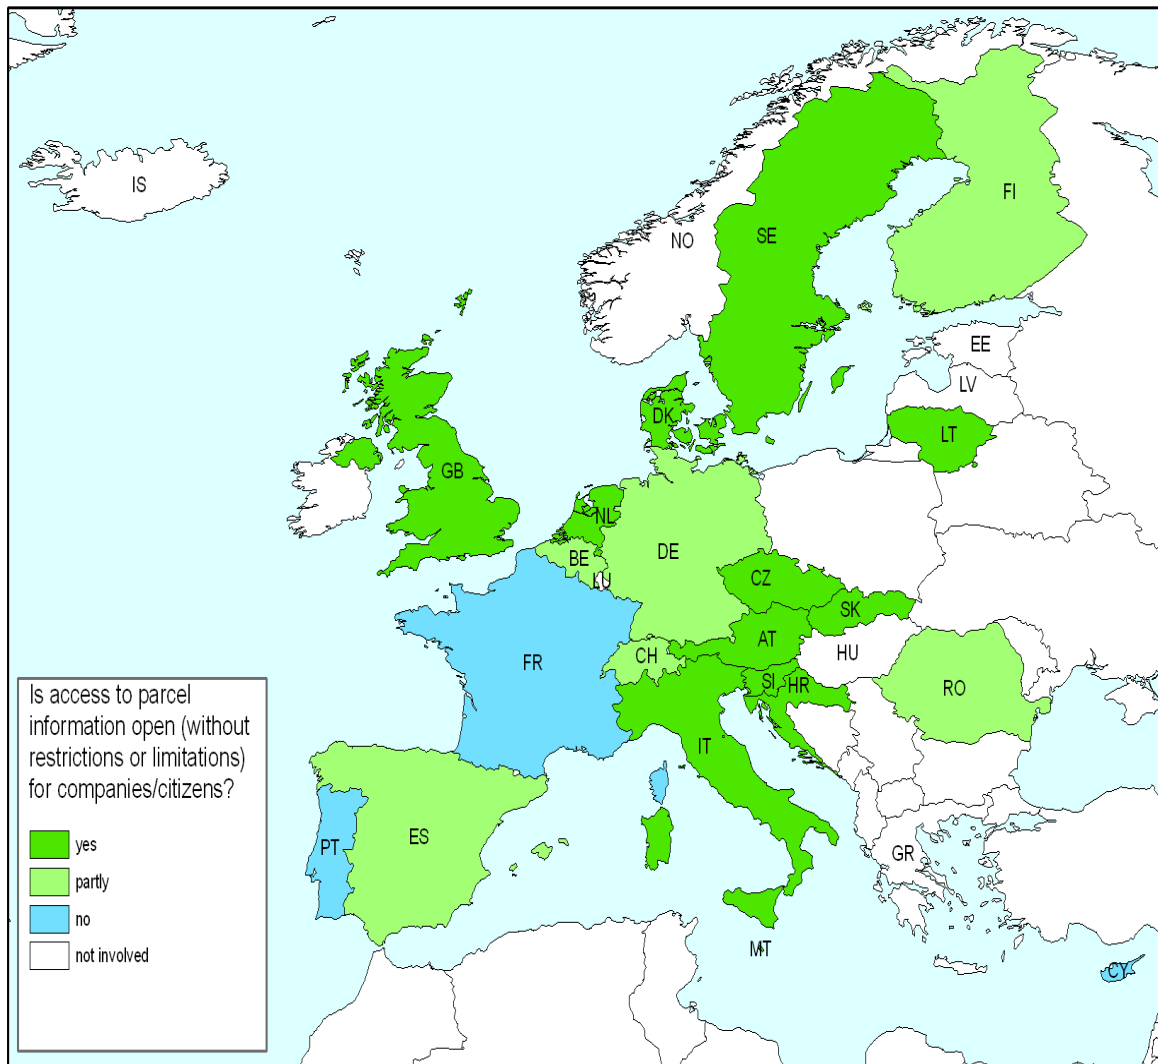 IS
FI
NO
SE
EE
LV
DK
LT
GB
NL
BE
DE
LU
CZ
SK
AT
HU
FR
CH
SI
HR
RO
IT
PT
ES
GR
MT
CY
Is access to parcel
information open (without
restrictions or limitations)
for companies/citizens?
yes
partly
no
not involved